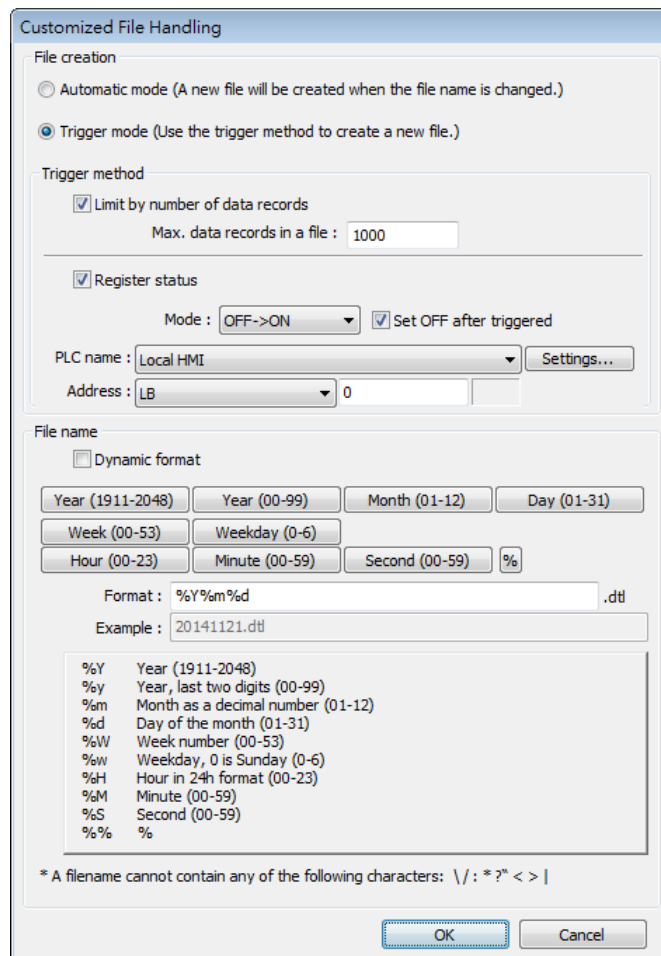 Customized File Handling
File creation
Automatic mode (A new file will be created when the file name is changed.)
Trigger mode (Use the trigger method to create a new file.)
Trigger method
Limit by number of data records
Max. data records in a file : 1000
Register status
Mode : OFF->ON Set OFF after triggered
PLC name : Local HMI Settings...
Address : LB 0
File name
Dynamic format
Year (1911-2048) Year (00-99) Month (01-12) Day (01-31)
Week (00-53) Weekday (0-6)
Hour (00-23) Minute (00-59) Second (00-59) %
Format : %Y%m%d .dtl
Example : 20141121.dtl
%Y Year (1911-2048)
%y Year, last two digits (00-99)
%m Month as a decimal number (01-12)
%d Day of the month (01-31)
%W Week number (00-53)
%w Weekday, 0 is Sunday (0-6)
%H Hour in 24h format (00-23)
%M Minute (00-59)
%S Second (00-59)
%% %
* A filename cannot contain any of the following characters: \ / : * ?" < > |
OK Cancel